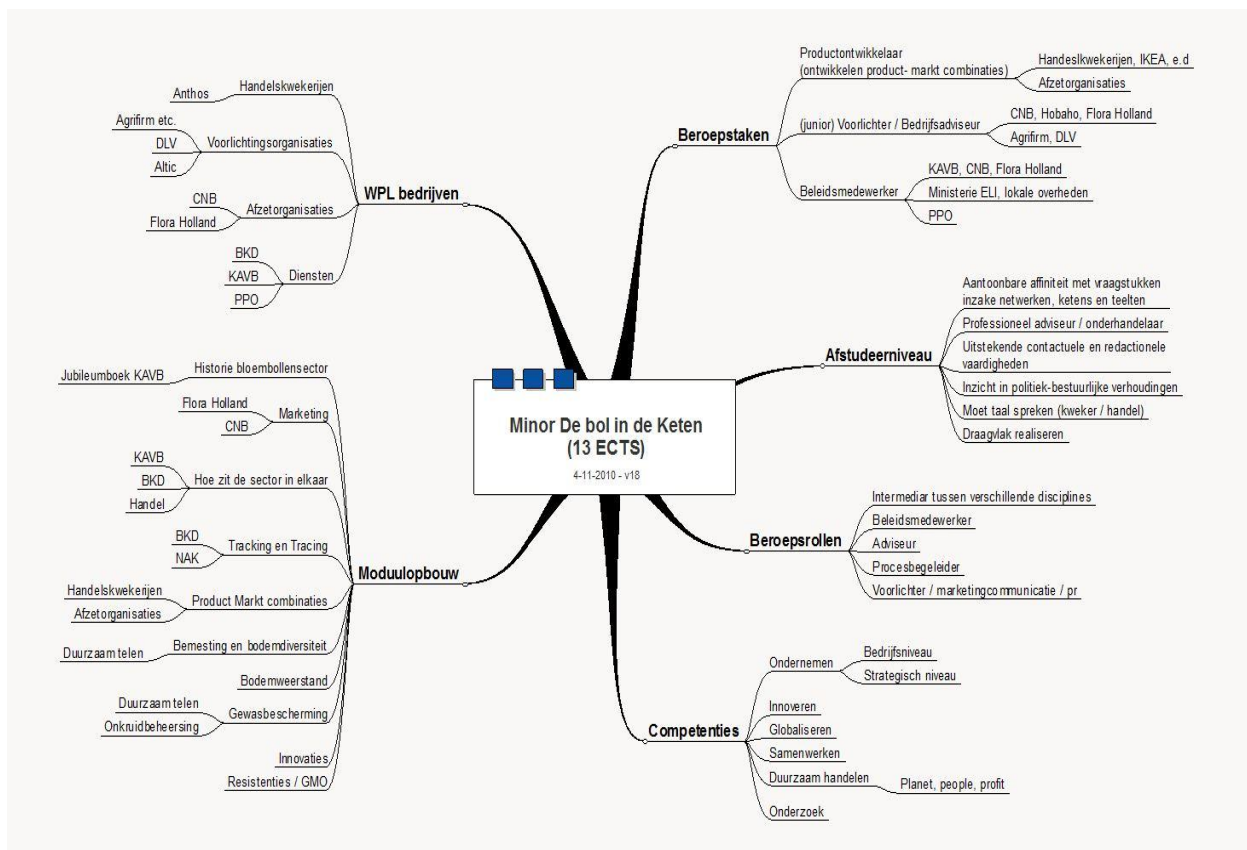 Minor De bol in de Keten
(13 ECTS)
4-11-2010 - v18
WPL bedrijven
Handelskwekerijen
Anthos
Voorlichtingsorganisaties
Agrifirm etc.
DLV
Altic
Afzetorganisaties
CNB
Flora Holland
Diensten
BKD
KAVB
PPO
Moduulopbouw
Historie bloembollensector
Jubileumboek KAVB
Marketing
Flora Holland
CNB
Hoe zit de sector in elkaar
KAVB
BKD
Handel
Tracking en Tracing
BKD
NAK
Product Markt combinaties
Handelskwekerijen
Afzetorganisaties
Bemesting en bodemdiversiteit
Duurzaam telen
Bodemweerstand
Gewasbescherming
Duurzaam telen
Onkruidbeheersing
Innovaties
Resistenties / GMO
Beroepstaken
Productontwikkelaar
(ontwikkelen product- markt combinaties)
Handeslkwekerijen, IKEA, e.d
Afzetorganisaties
(junior) Voorlichter / Bedrijfsadviseur
CNB, Hobaho, Flora Holland
Agrifirm, DLV
Beleidsmedewerker
KAVB, CNB, Flora Holland
Ministerie ELI, lokale overheden
PPO
Afstudeerniveau
Aantoonbare affiniteit met vraagstukken
inzake netwerken, ketens en teelten
Professioneel adviseur / onderhandelaar
Uitstekende contactuele en redactionele
vaardigheden
Inzicht in politiek-bestuurlijke verhoudingen
Moet taal spreken (kweker / handel)
Draagvlak realiseren
Beroepsrollen
Intermediar tussen verschillende disciplines
Beleidsmedewerker
Adviseur
Procesbegeleider
Voorlichter / marketingcommunicatie / pr
Competenties
Ondernemen
Bedrijfsniveau
Strategisch niveau
Innoveren
Globaliseren
Samenwerken
Duurzaam handelen
Planet, people, profit
Onderzoek